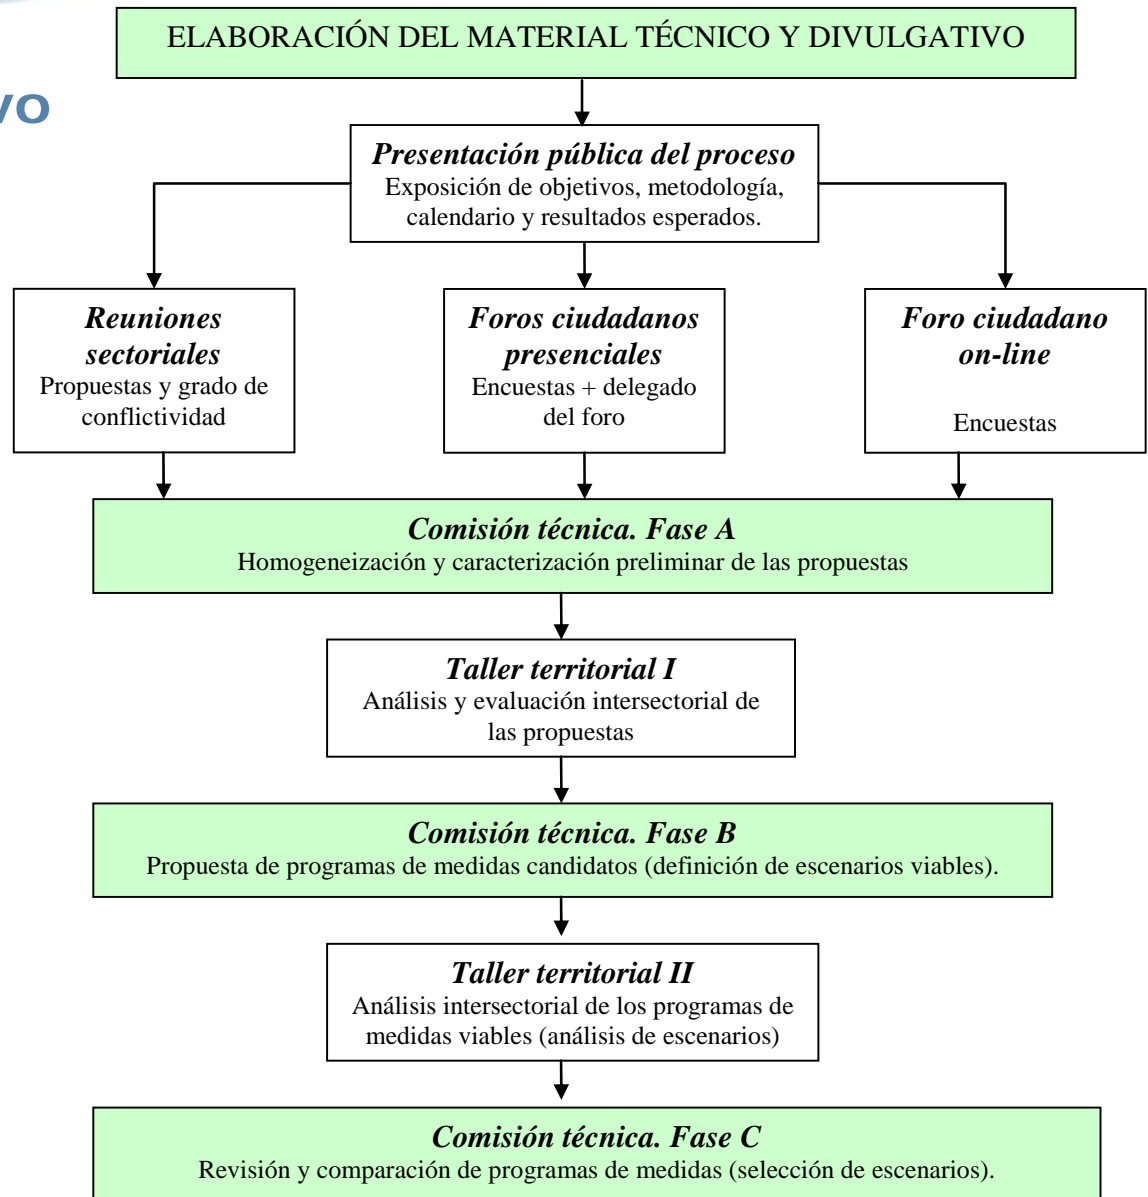 ELABORACIÓN DEL MATERIAL TÉCNICO Y DIVULGATIVO
vo
Presentación pública del proceso
Exposición de objetivos, metodología,
calendario y resultados esperados.
Reuniones
sectoriales
Propuestas y grado de
conflictividad
Foros ciudadanos
presenciales
Encuestas + delegado
del foro
Foro ciudadano
on-line
Encuestas
Comisión técnica. Fase A
Homogeneización y caracterización preliminar de las propuestas
Taller territorial I
Análisis y evaluación intersectorial de
las propuestas
Comisión técnica. Fase B
Propuesta de programas de medidas candidatos (definición de escenarios viables).
Taller territorial II
Análisis intersectorial de los programas de
medidas viables (análisis de escenarios)
Comisión técnica. Fase C
Revisión y comparación de programas de medidas (selección de escenarios).